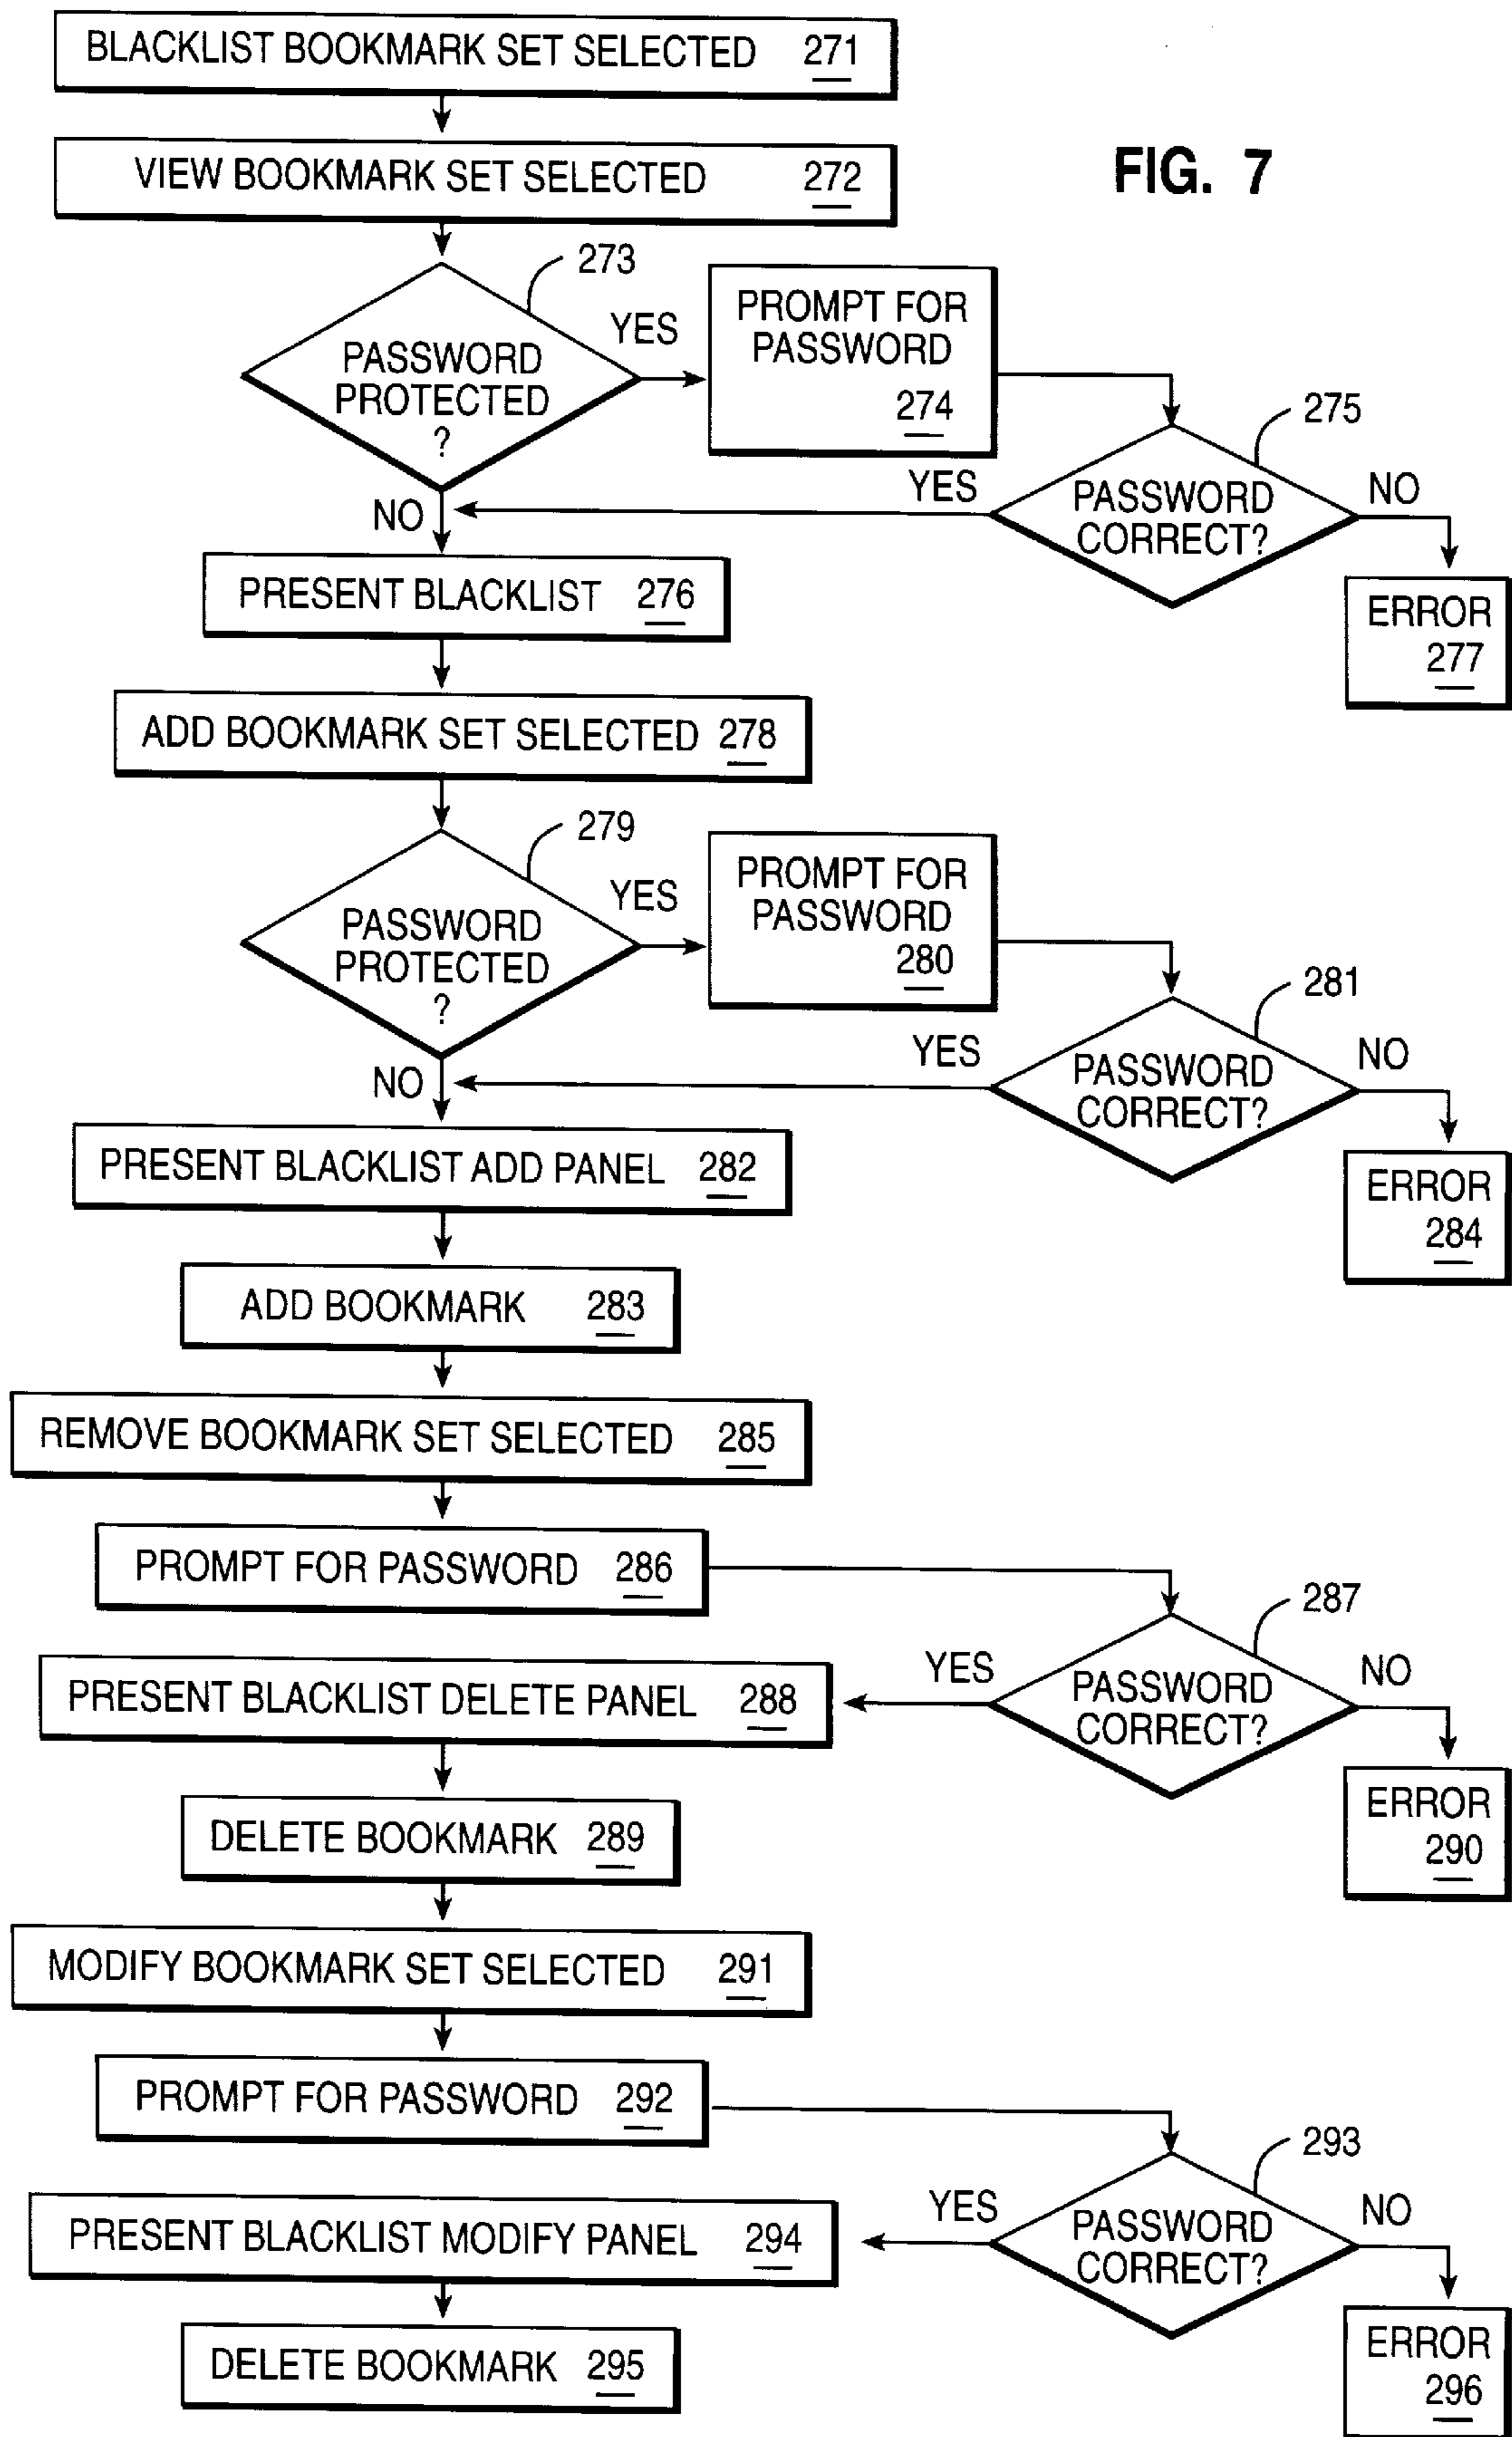 BLACKLIST BOOKMARK SET SELECTED 271
VIEW BOOKMARK SET SELECTED 272
FIG. 7
273
PASSWORD
PROTECTED
?
YES
NO
PROMPT FOR
PASSWORD
274
275
PASSWORD
CORRECT?
YES
NO
PRESENT BLACKLIST 276
ERROR
277
ADD BOOKMARK SET SELECTED 278
279
PASSWORD
PROTECTED
?
YES
NO
PROMPT FOR
PASSWORD
280
281
PASSWORD
CORRECT?
YES
NO
PRESENT BLACKLIST ADD PANEL 282
ERROR
284
ADD BOOKMARK 283
REMOVE BOOKMARK SET SELECTED 285
PROMPT FOR PASSWORD 286
287
PASSWORD
CORRECT?
YES
NO
PRESENT BLACKLIST DELETE PANEL 288
ERROR
290
DELETE BOOKMARK 289
MODIFY BOOKMARK SET SELECTED 291
PROMPT FOR PASSWORD 292
293
PASSWORD
CORRECT?
YES
NO
PRESENT BLACKLIST MODIFY PANEL 294
ERROR
296
DELETE BOOKMARK 295